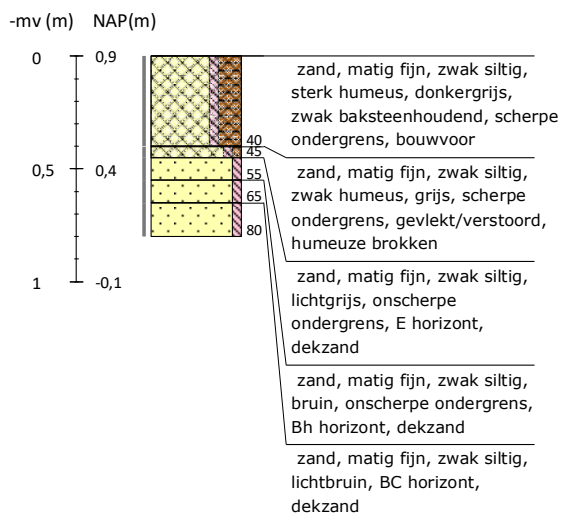 -mv (m) NAP(m)
0 0,9
0,5 0,4
1 -0,1
40
45
55
65
80
zand, matig fijn, zwak siltig,
sterk humeus, donkergrijs,
zwak baksteenhoudend, scherpe
ondergrens, bouwvoor
zand, matig fijn, zwak siltig,
zwak humeus, grijs, scherpe
ondergrens, gevlekt/verstoord,
humeuze brokken
zand, matig fijn, zwak siltig,
lichtgrijs, onscherpe
ondergrens, E horizont,
dekzand
zand, matig fijn, zwak siltig,
bruin, onscherpe ondergrens,
Bh horizont, dekzand
zand, matig fijn, zwak siltig,
lichtbruin, BC horizont,
dekzand